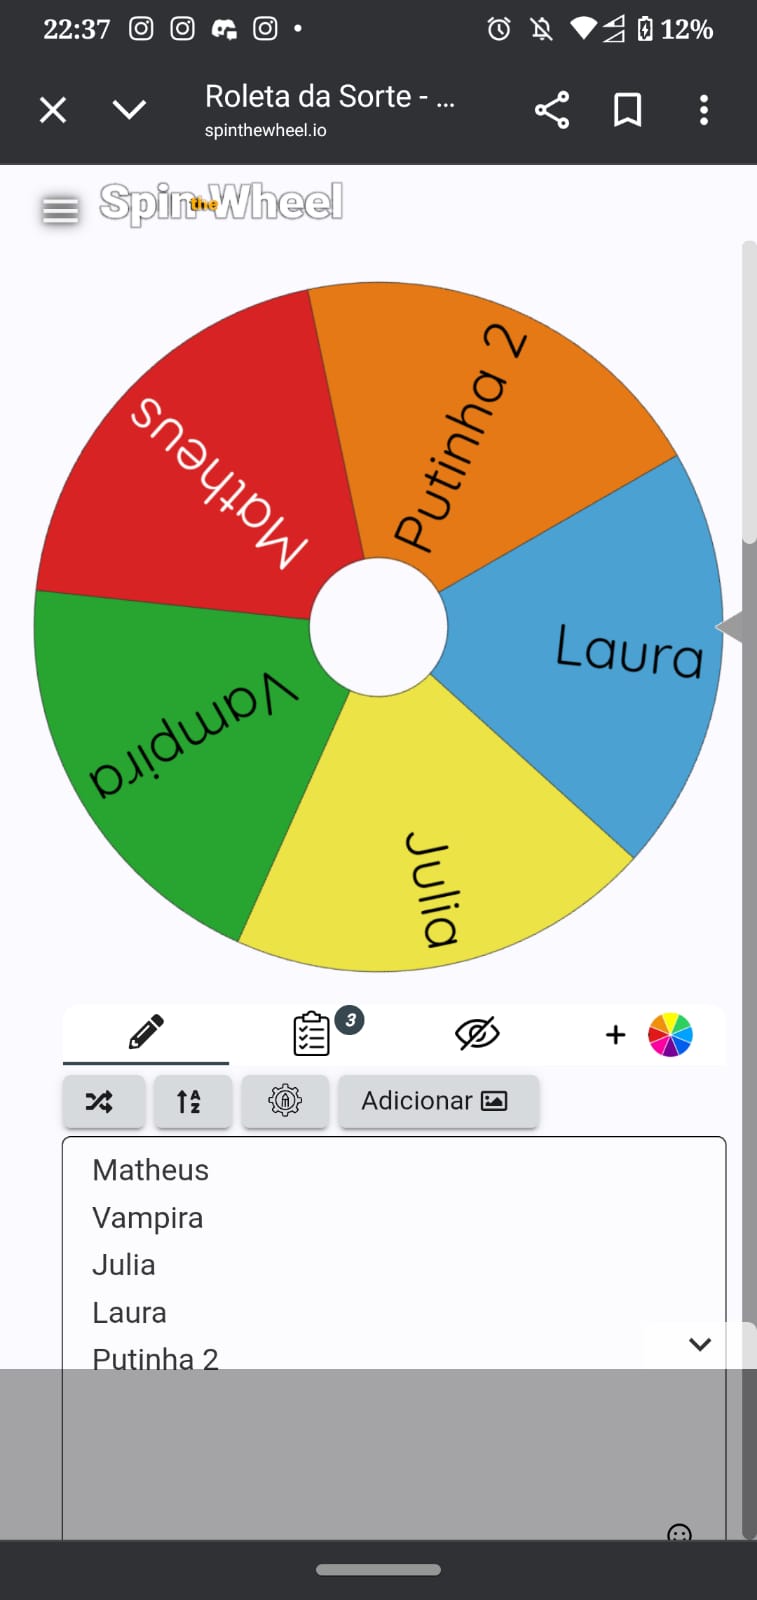 22:37
12%
Roleta da Sorte - ...
spinthewheel.io
Spin the Wheel
Matheus
Putinha 2
Laura
Vampira
Julia
3
+
A
Z
Adicionar
Matheus
Vampira
Julia
Laura
Putinha 2